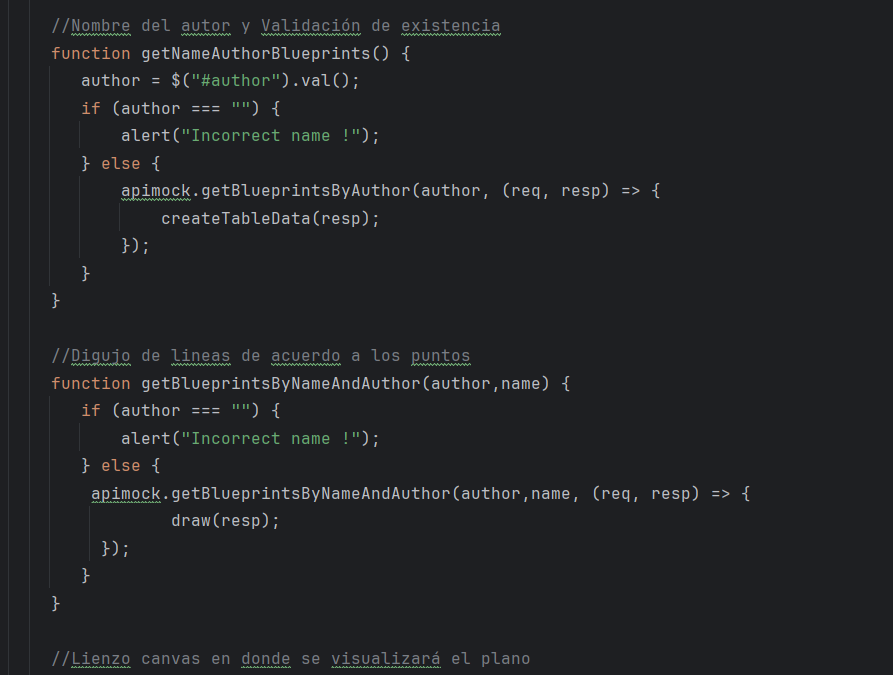 //Nombre del autor y Validación de existencia
function getNameAuthorBlueprints() {
author = $("#author").val();
if (author === "") {
alert("Incorrect name !");
} else {
apimock.getBlueprintsByAuthor(author, (req, resp) => {
createTableData(resp);
});
}
}
//Digujo de lineas de acuerdo a los puntos
function getBlueprintsByNameAndAuthor(author,name) {
if (author === "") {
alert("Incorrect name !");
} else {
apimock.getBlueprintsByNameAndAuthor(author,name, (req, resp) => {
draw(resp);
});
}
}
//Lienzo canvas en donde se visualizará el plano